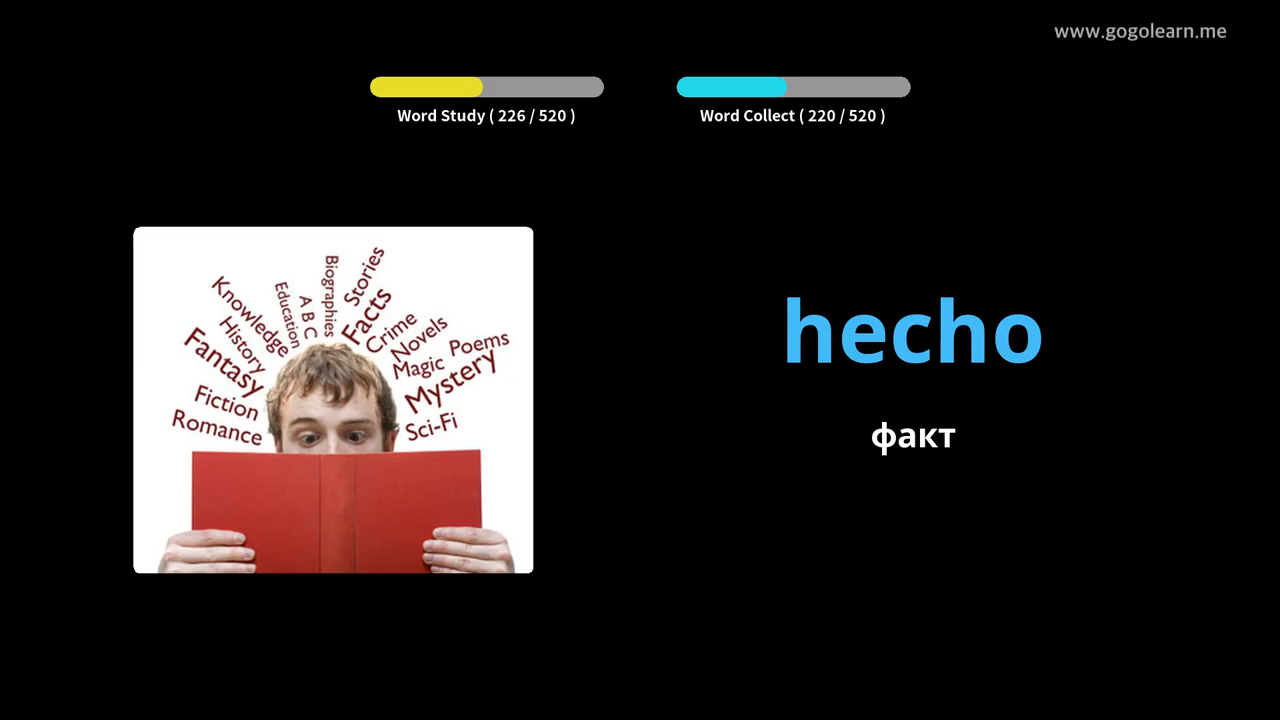 www.gogolearn.me
Word Study ( 226 / 520 )
Word Collect ( 220 / 520 )
Knowledge
History
Fantasy
Fiction
Romance
Education
A B C
Biographies
Stories
Facts
Crime
Novels
Magic
Poems
Mystery
Sci-Fi
hecho
факт